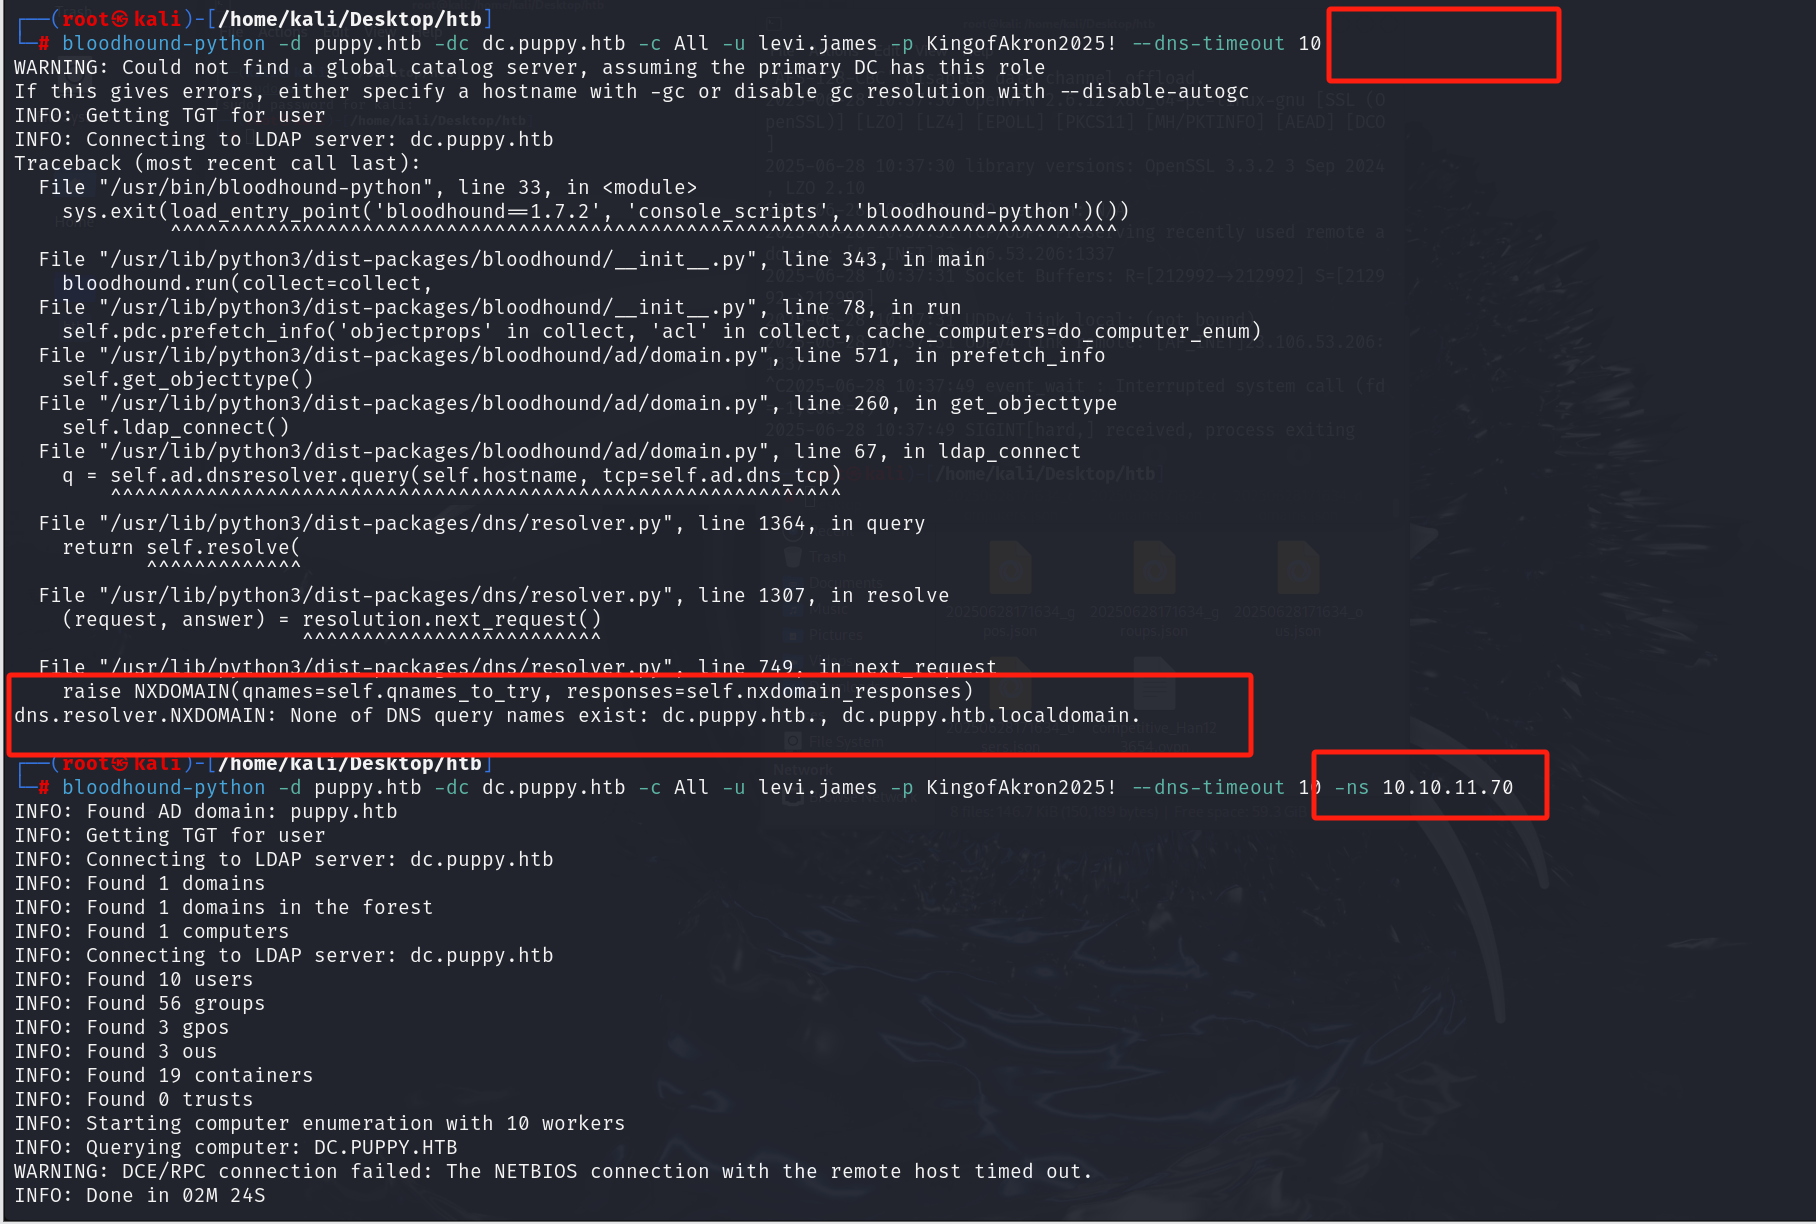 ┌──(root㉿kali)-[/home/kali/Desktop/htb]
└─# bloodhound-python -d puppy.htb -dc dc.puppy.htb -c All -u levi.james -p KingofAkron2025! --dns-timeout 10
WARNING: Could not find a global catalog server, assuming the primary DC has this role
If this gives errors, either specify a hostname with -gc or disable gc resolution with --disable-autogc
INFO: Getting TGT for user
INFO: Connecting to LDAP server: dc.puppy.htb
Traceback (most recent call last):
  File "/usr/bin/bloodhound-python", line 33, in <module>
    sys.exit(load_entry_point('bloodhound==1.7.2', 'console_scripts', 'bloodhound-python')())
             ^^^^^^^^^^^^^^^^^^^^^^^^^^^^^^^^^^^^^^^^^^^^^^^^^^^^^^^^^^^^^^^^^^^^^^^^^^^^^^^
  File "/usr/lib/python3/dist-packages/bloodhound/__init__.py", line 343, in main
    bloodhound.run(collect=collect,
  File "/usr/lib/python3/dist-packages/bloodhound/__init__.py", line 78, in run
    self.pdc.prefetch_info('objectprops' in collect, 'acl' in collect, cache_computers=do_computer_enum)
  File "/usr/lib/python3/dist-packages/bloodhound/ad/domain.py", line 571, in prefetch_info
    self.get_objecttype()
  File "/usr/lib/python3/dist-packages/bloodhound/ad/domain.py", line 260, in get_objecttype
    self.ldap_connect()
  File "/usr/lib/python3/dist-packages/bloodhound/ad/domain.py", line 67, in ldap_connect
    q = self.ad.dnsresolver.query(self.hostname, tcp=self.ad.dns_tcp)
        ^^^^^^^^^^^^^^^^^^^^^^^^^^^^^^^^^^^^^^^^^^^^^^^^^^^^^^^^^^^^^
  File "/usr/lib/python3/dist-packages/dns/resolver.py", line 1364, in query
    return self.resolve(
           ^^^^^^^^^^^^^
  File "/usr/lib/python3/dist-packages/dns/resolver.py", line 1307, in resolve
    (request, answer) = resolution.next_request()
                        ^^^^^^^^^^^^^^^^^^^^^^^^^
  File "/usr/lib/python3/dist-packages/dns/resolver.py", line 749, in next_request
    raise NXDOMAIN(qnames=self.qnames_to_try, responses=self.nxdomain_responses)
dns.resolver.NXDOMAIN: None of DNS query names exist: dc.puppy.htb., dc.puppy.htb.localdomain.
┌──(root㉿kali)-[/home/kali/Desktop/htb]
└─# bloodhound-python -d puppy.htb -dc dc.puppy.htb -c All -u levi.james -p KingofAkron2025! --dns-timeout 10 -ns 10.10.11.70
INFO: Found AD domain: puppy.htb
INFO: Getting TGT for user
INFO: Connecting to LDAP server: dc.puppy.htb
INFO: Found 1 domains
INFO: Found 1 domains in the forest
INFO: Found 1 computers
INFO: Connecting to LDAP server: dc.puppy.htb
INFO: Found 10 users
INFO: Found 56 groups
INFO: Found 3 gpos
INFO: Found 3 ous
INFO: Found 19 containers
INFO: Found 0 trusts
INFO: Starting computer enumeration with 10 workers
INFO: Querying computer: DC.PUPPY.HTB
WARNING: DCE/RPC connection failed: The NETBIOS connection with the remote host timed out.
INFO: Done in 02M 24S